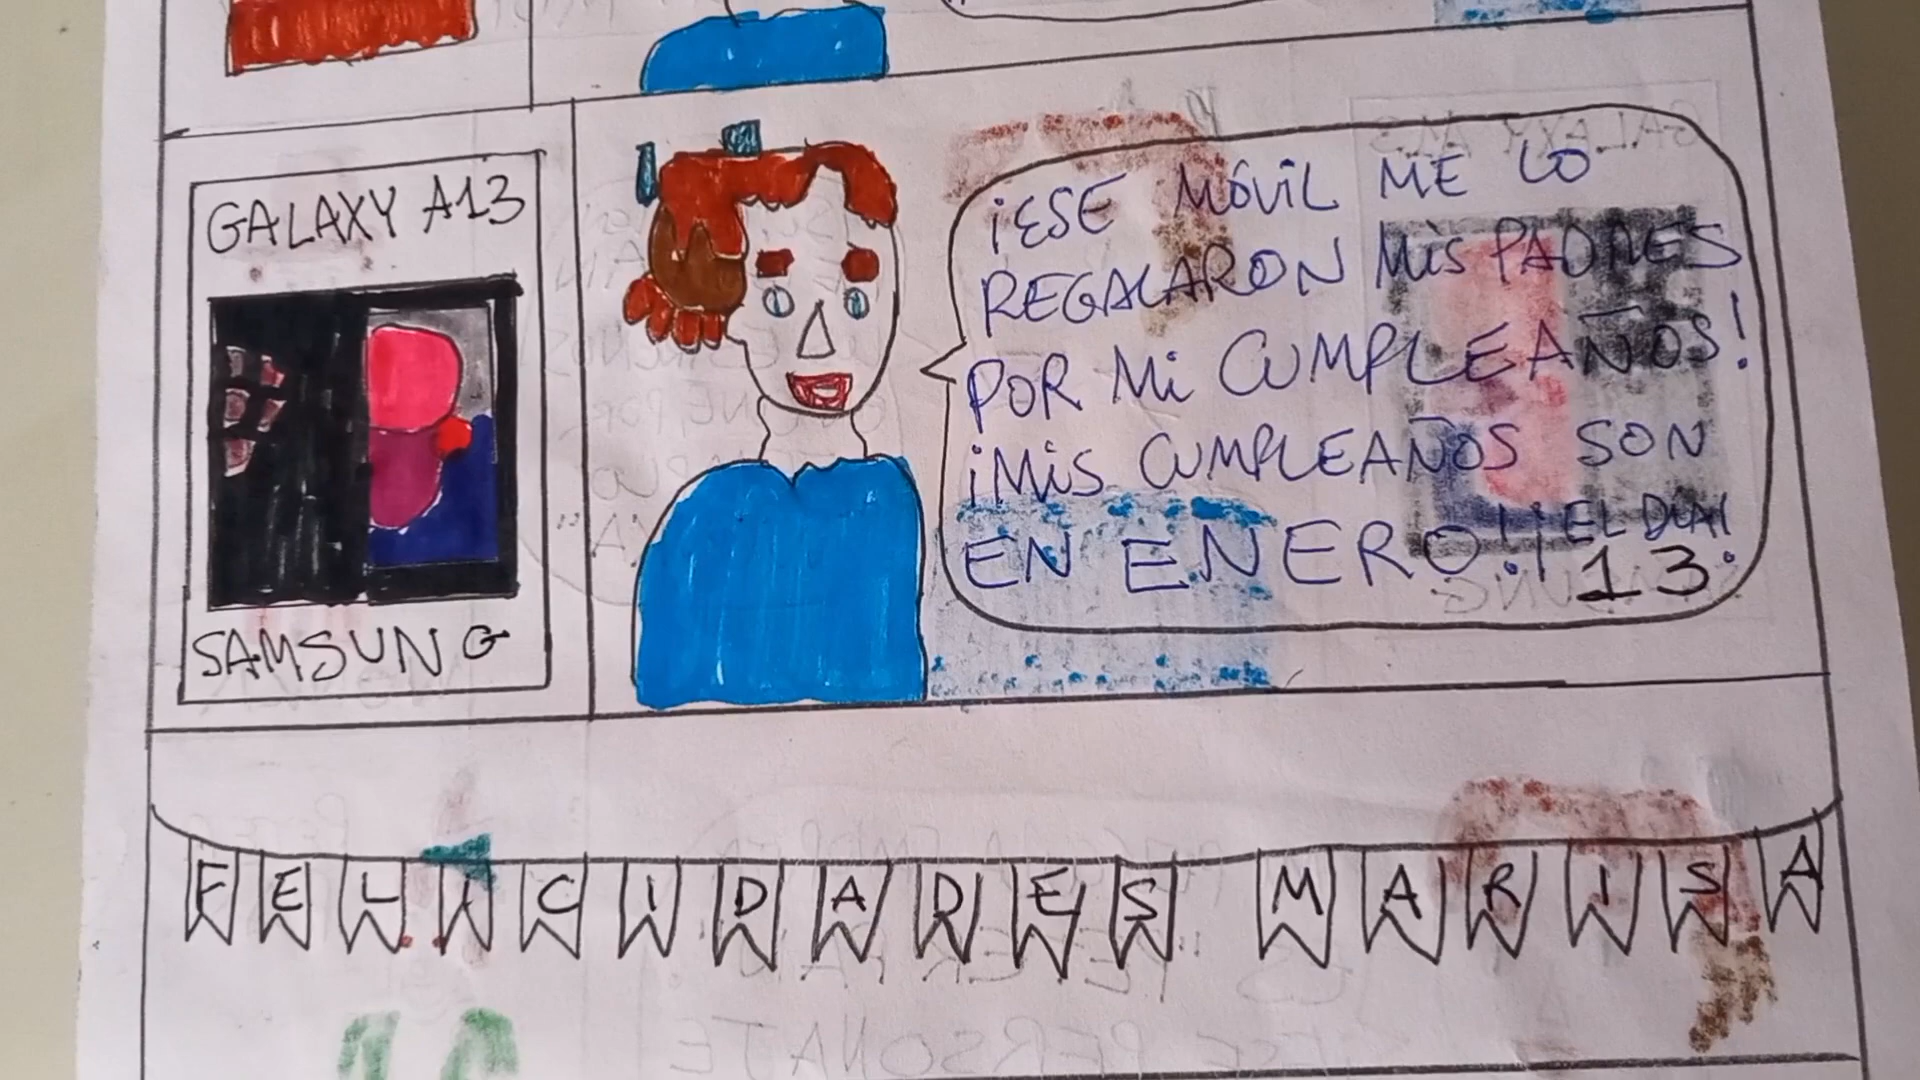 GALAXY A13
SAMSUNG
¡ESE MÓVIL ME LO
REGALARON MIS PADRES
POR MI CUMPLEAÑOS!
¡MIS CUMPLEAÑOS SON
EN ENERO! ¡EL DÍA
13!
FELICIDADES MARISA